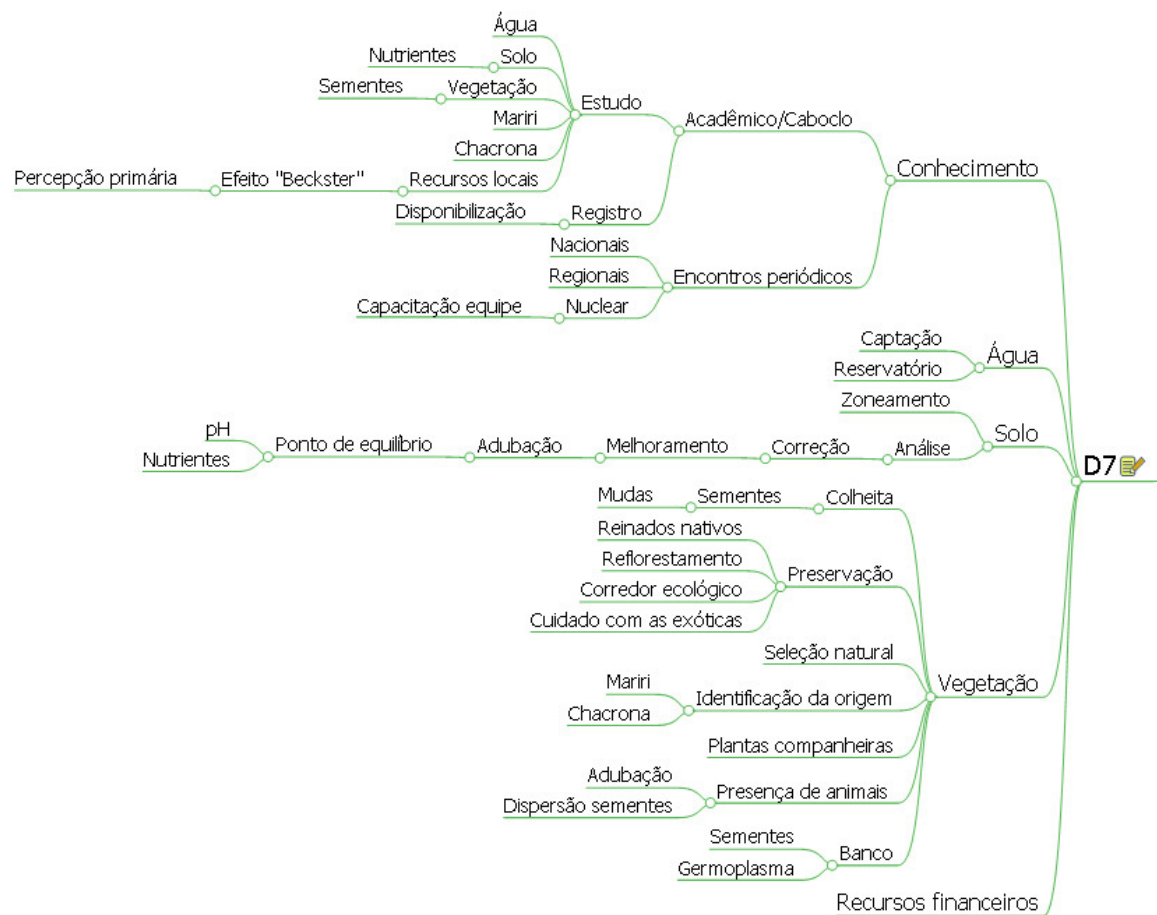 Água
Nutrientes Solo
Sementes Vegetação
Estudo
Mariri
Acadêmico/Caboclo
Chacrona
Conhecimento
Percepção primária Efeito "Beckster" Recursos locais
Disponibilização Registro
Nacionais
Regionais Encontros periódicos
Capacitação equipe Nuclear
Captação
Água
Reservatório
Zoneamento
Solo
pH
Ponto de equilíbrio Adubação Melhoramento Correção Análise
Nutrientes
D7
Mudas Sementes Colheita
Reinados nativos
Reflorestamento
Preservação
Corredor ecológico
Cuidado com as exóticas
Seleção natural
Vegetação
Mariri
Identificação da origem
Chacrona
Plantas companheiras
Adubação
Presença de animais
Dispersão sementes
Sementes
Banco
Germoplasma
Recursos financeiros